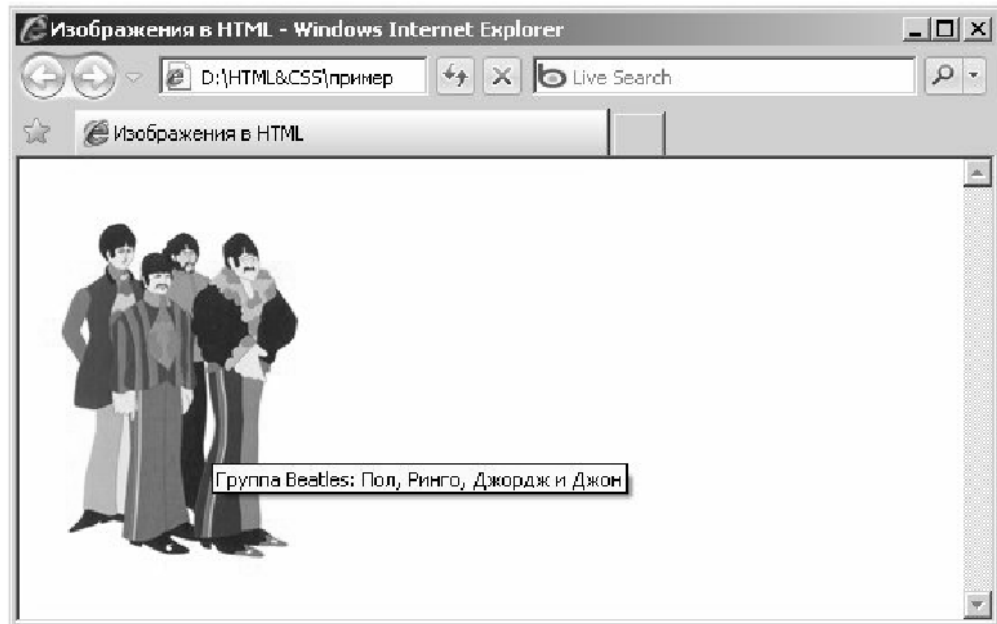 Изображения в HTML - Windows Internet Explorer
D:\HTML&CSS\пример
Live Search
Изображения в HTML
Группа Beatles: Пол, Ринго, Джордж и Джон